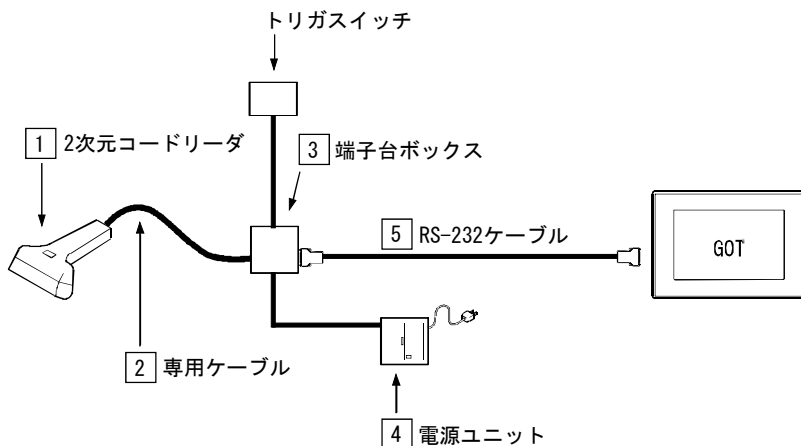 トリガスイッチ
1 2次元コードリーダ
3 端子台ボックス
5 RS-232ケーブル
GOT
2 専用ケーブル
4 電源ユニット